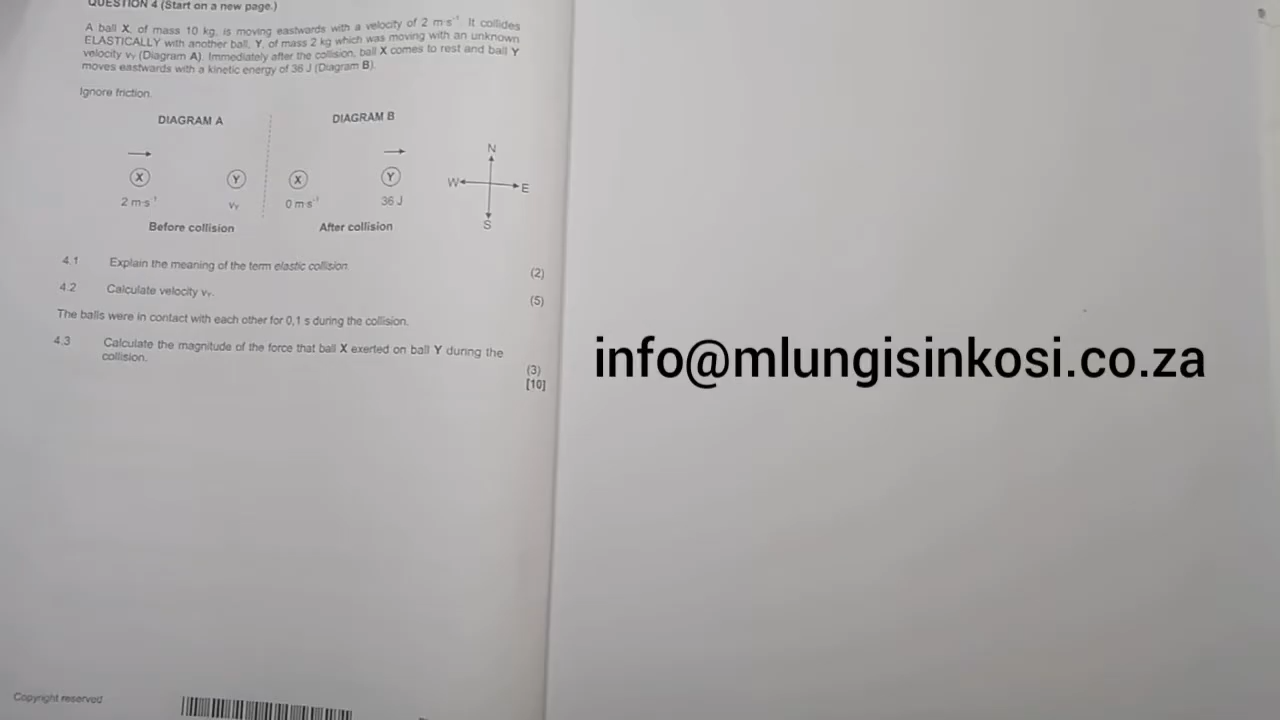 QUESTION 4 (Start on a new page.)
A ball X, of mass 10 kg, is moving eastwards with a velocity of 2 m·s⁻¹. It collides
ELASTICALLY with another ball, Y, of mass 2 kg which was moving with an unknown
velocity vY (Diagram A). Immediately after the collision, ball X comes to rest and ball Y
moves eastwards with a kinetic energy of 36 J (Diagram B).
Ignore friction.
DIAGRAM A
DIAGRAM B
X
Y
X
Y
2 m·s⁻¹
vY
0 m·s⁻¹
36 J
Before collision
After collision
N
W
E
S
4.1 Explain the meaning of the term elastic collision. (2)
4.2 Calculate velocity vY. (5)
The balls were in contact with each other for 0,1 s during the collision.
4.3 Calculate the magnitude of the force that ball X exerted on ball Y during the
collision. (3)
[10]
info@mlungisinkosi.co.za
Copyright reserved